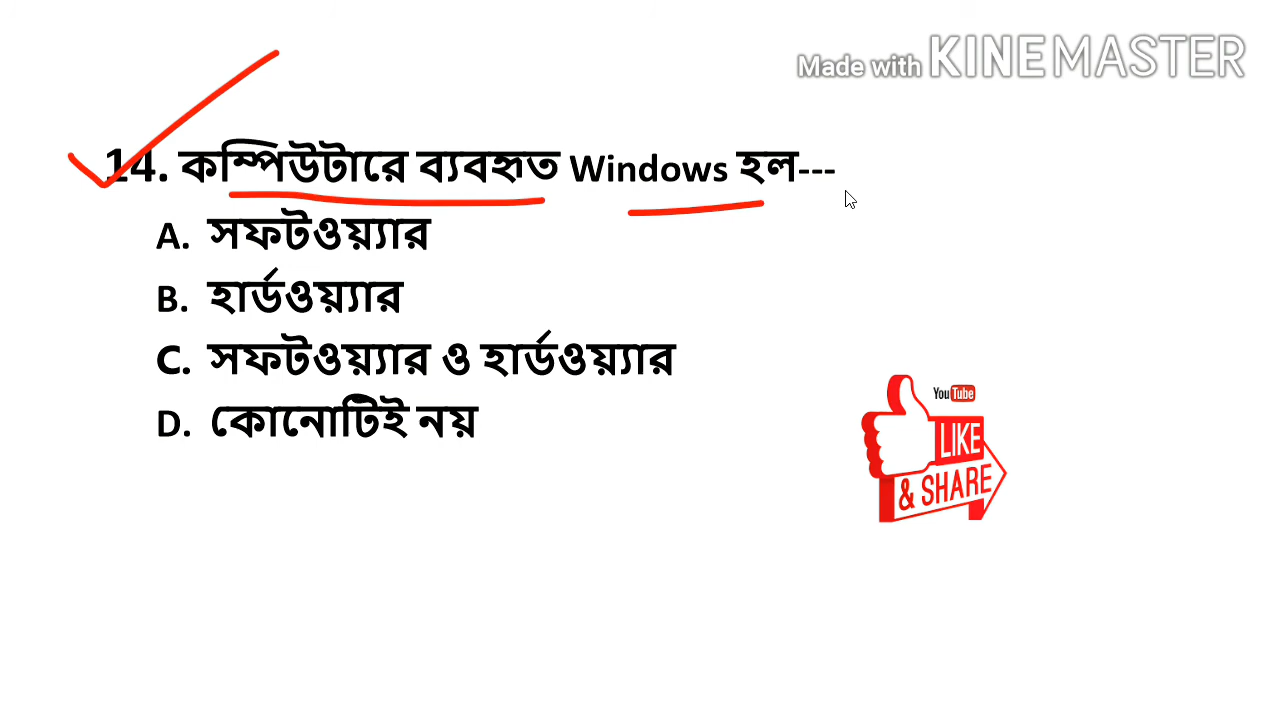 Made with KINEMASTER
14. কম্পিউটারে ব্যবহৃত Windows হল---
A. সফটওয়্যার
B. হার্ডওয়্যার
C. সফটওয়্যার ও হার্ডওয়্যার
D. কোনোটিই নয়
YouTube
LIKE
& SHARE